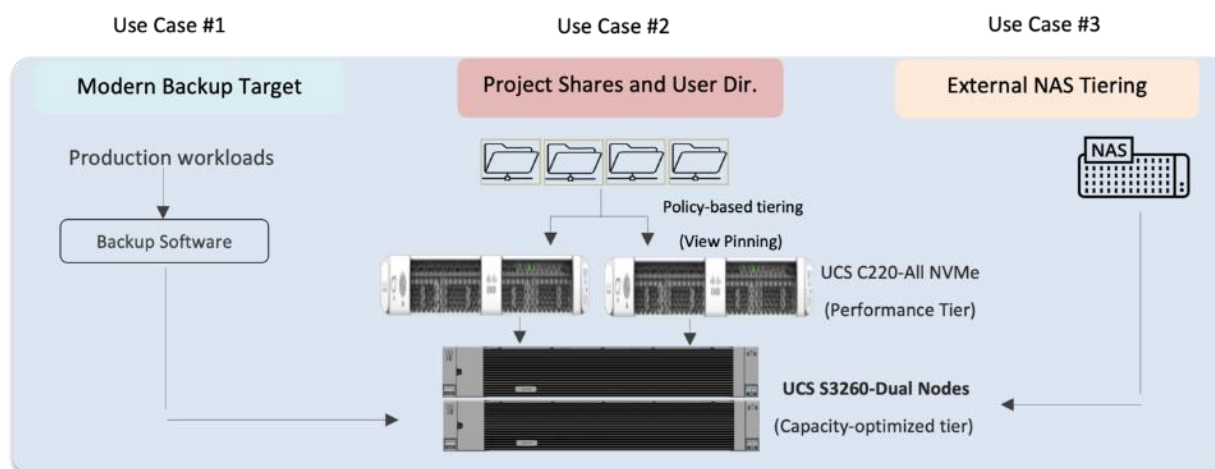 Use Case #1
Use Case #2
Use Case #3
Modern Backup Target
Project Shares and User Dir.
External NAS Tiering
Production workloads
NAS
Policy-based tiering
Backup Software
(View Pinning)
UCS C220-All NVMe
(Performance Tier)
UCS S3260-Dual Nodes
(Capacity-optimized tier)